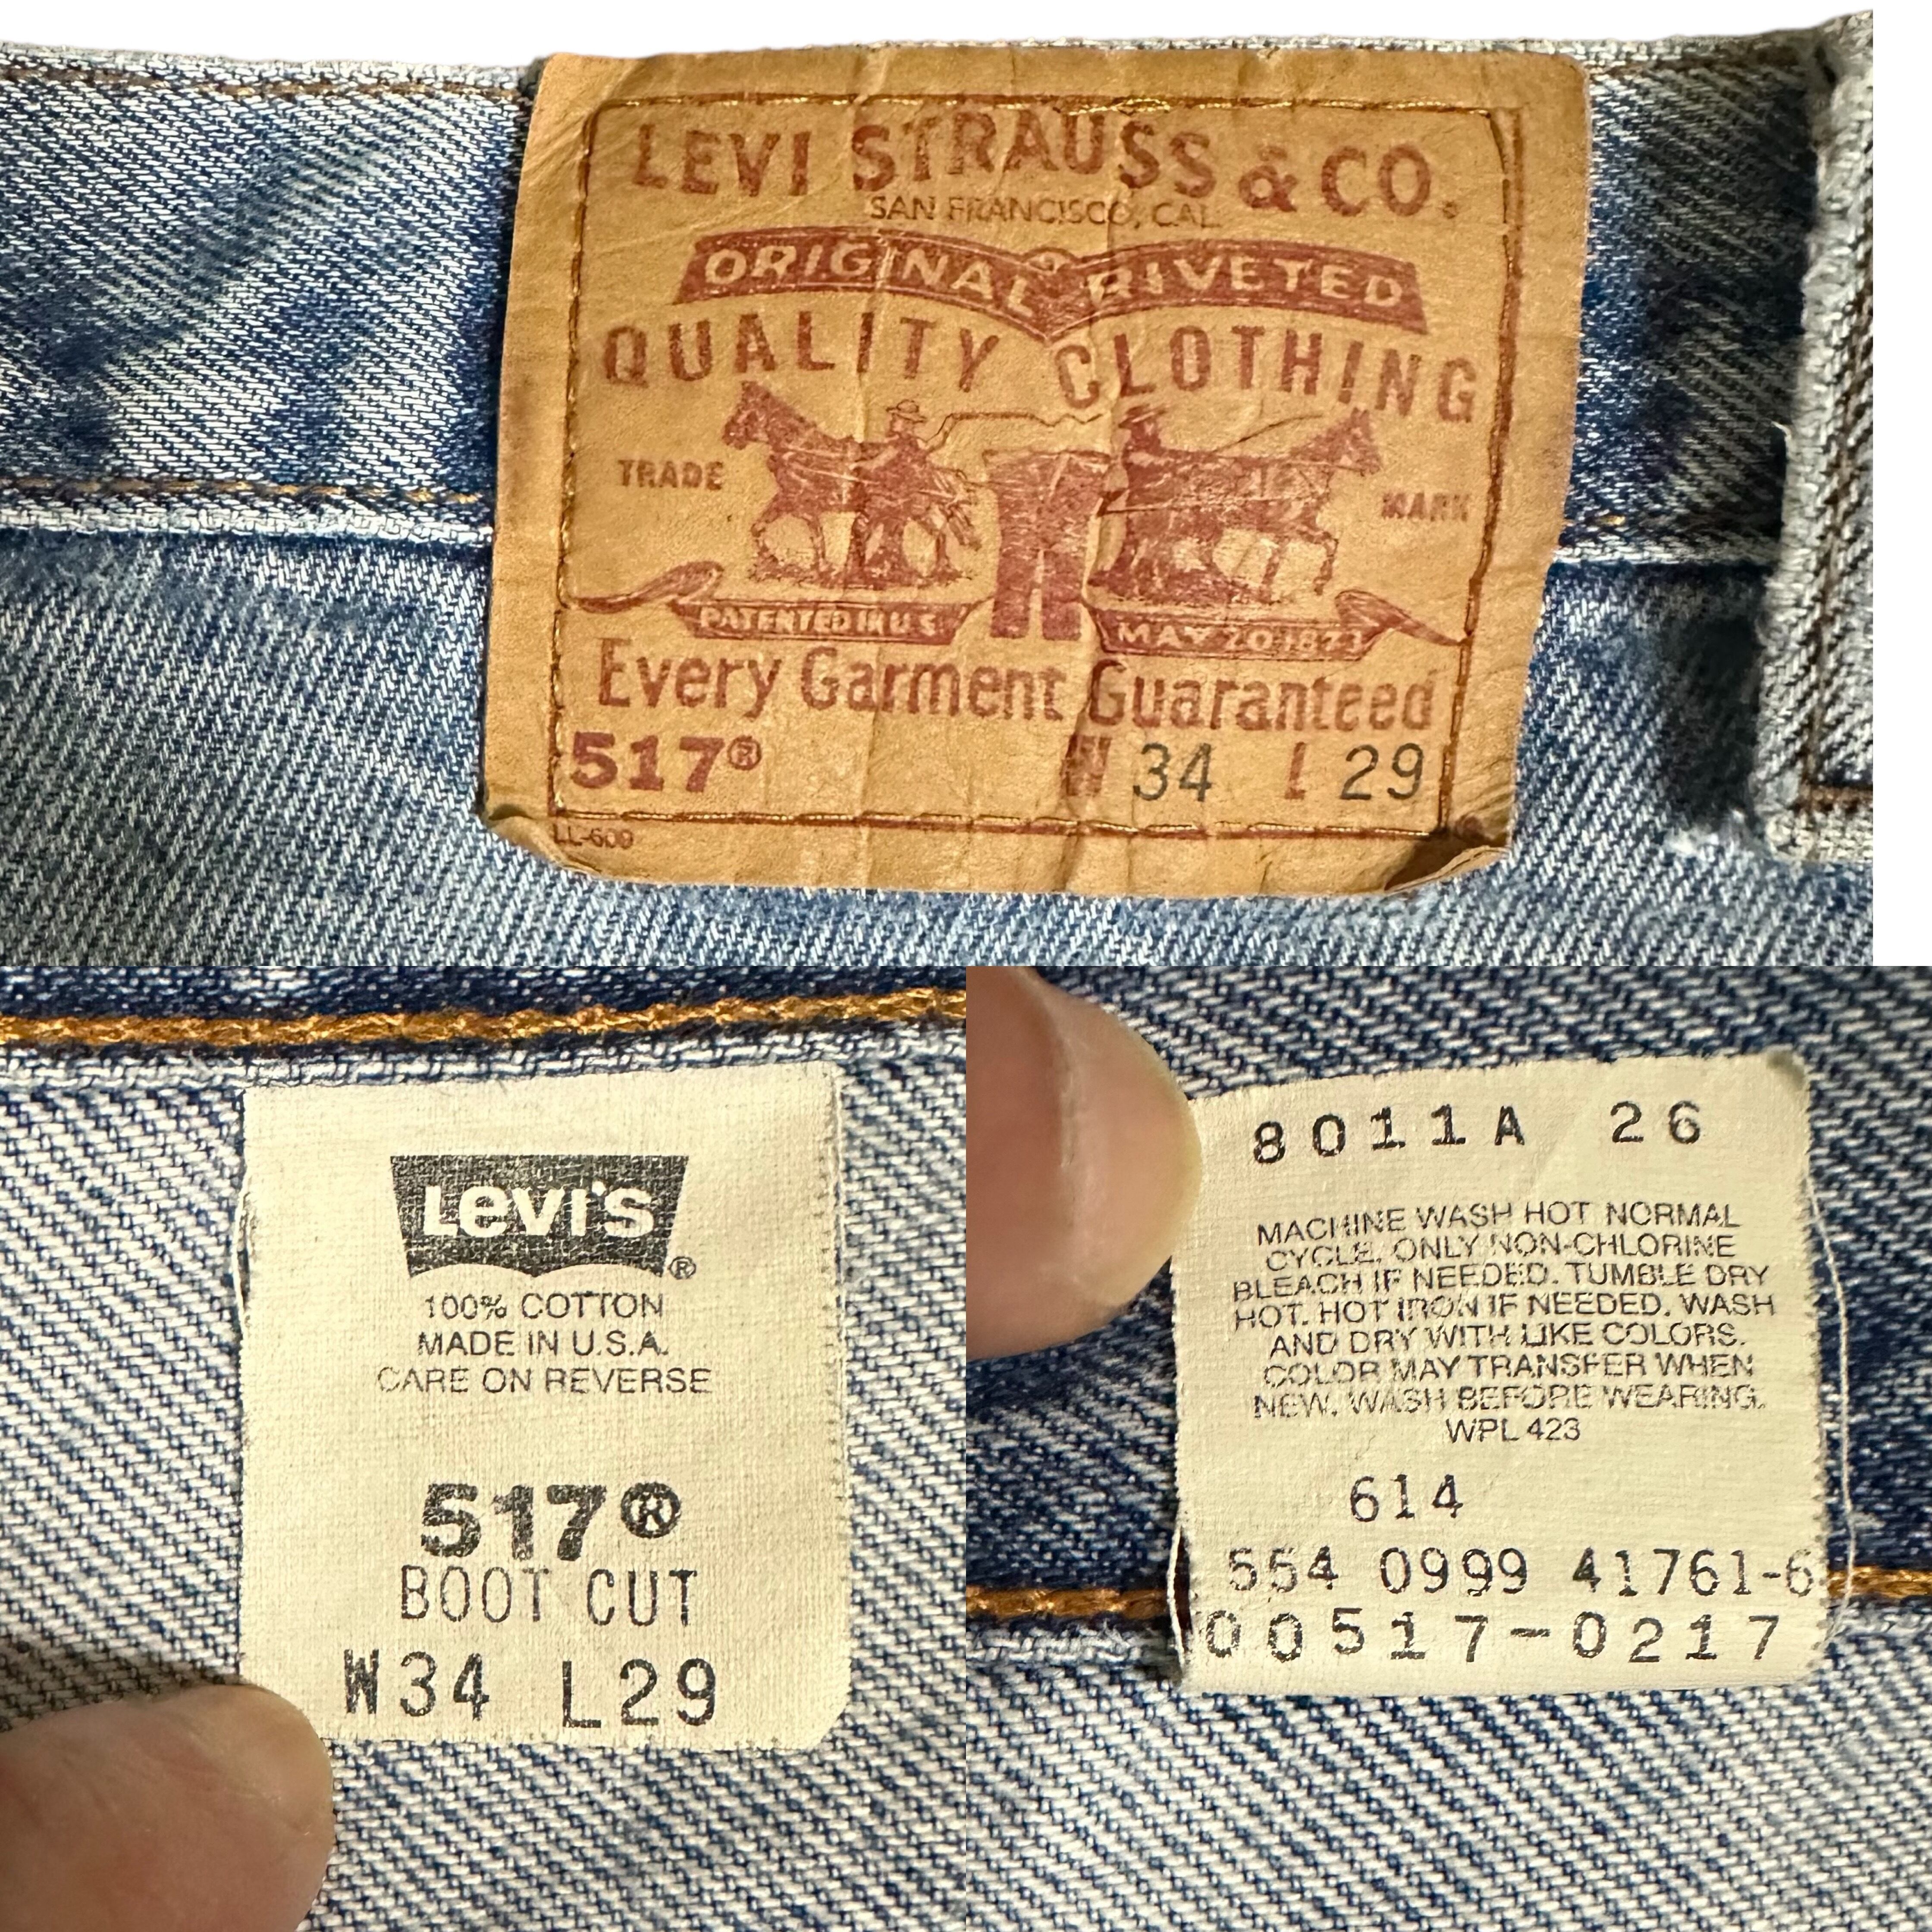 LEVI STRAUSS & CO.
SAN FRANCISCO, CAL.
ORIGINAL RIVETED
QUALITY CLOTHING
TRADE MARK
PATENTED IN U.S. MAY 20 1873
Every Garment Guaranteed
517® W 34 L 29
LL-609
Levi's®
100% COTTON
MADE IN U.S.A.
CARE ON REVERSE
517®
BOOT CUT
W34 L29
8011A 26
MACHINE WASH HOT NORMAL
CYCLE. ONLY NON-CHLORINE
BLEACH IF NEEDED. TUMBLE DRY
HOT. HOT IRON IF NEEDED. WASH
AND DRY WITH LIKE COLORS.
COLOR MAY TRANSFER WHEN
NEW. WASH BEFORE WEARING.
WPL 423
614
554 0999 41761-6
00517-0217